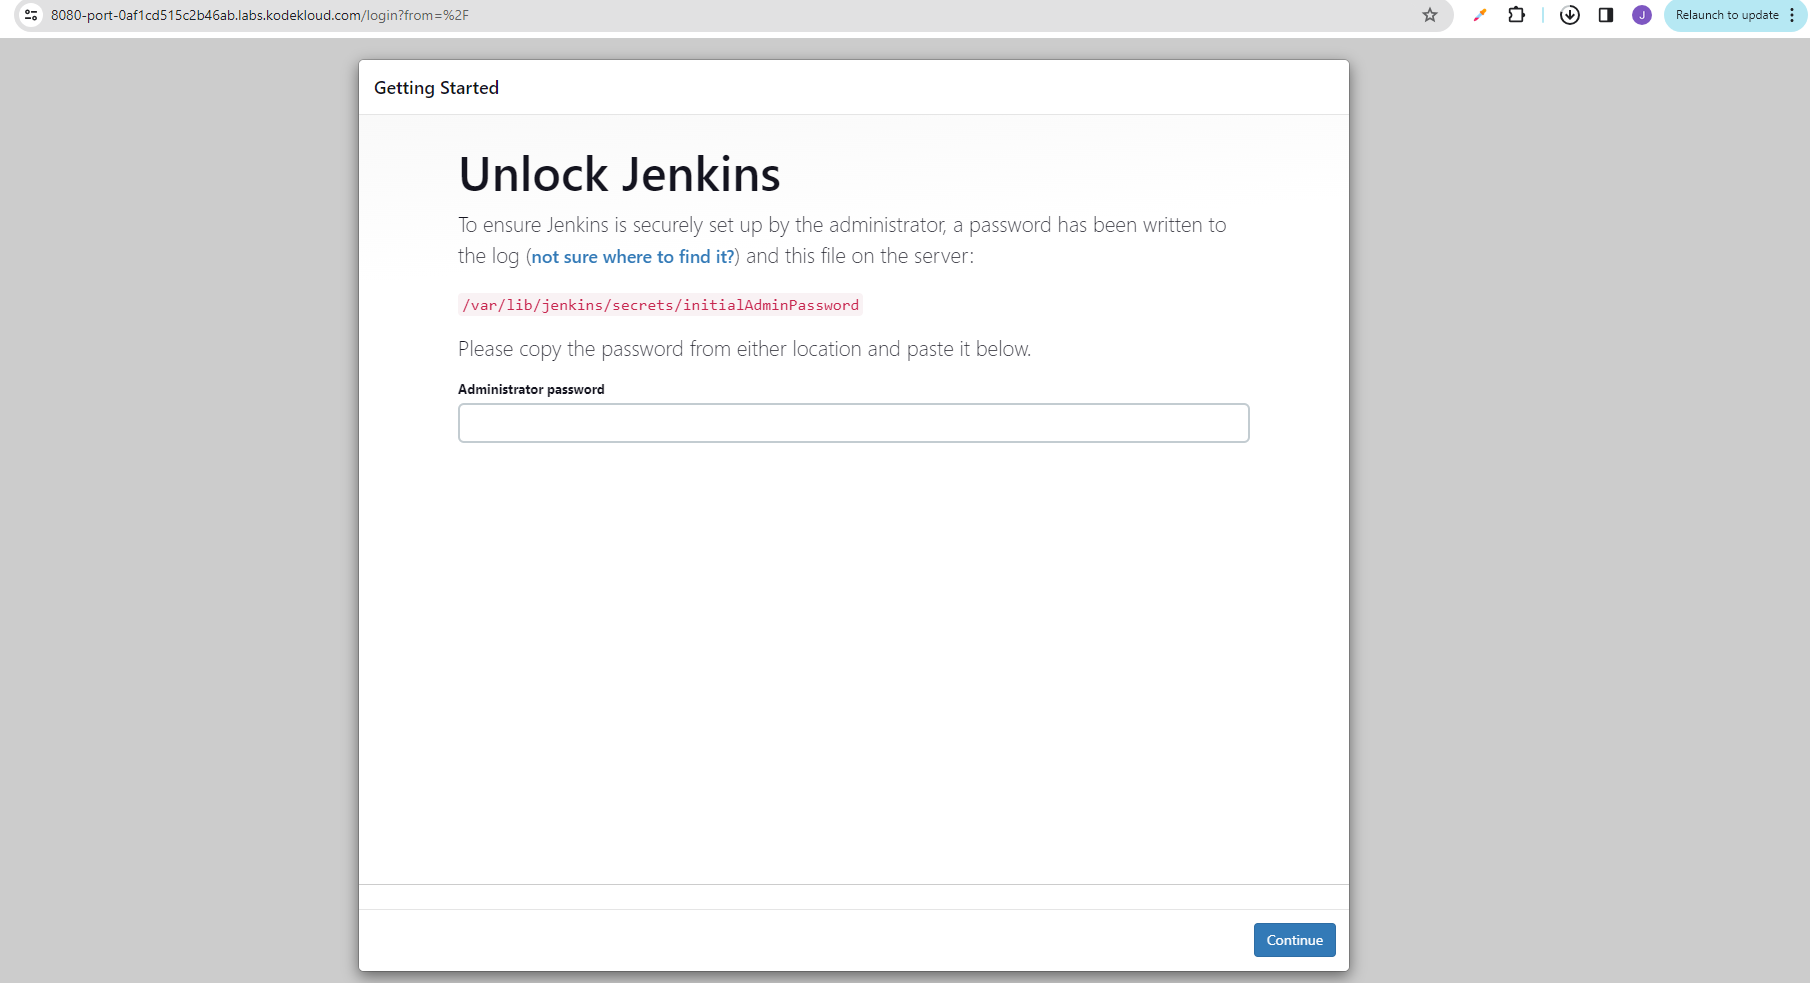 8080-port-0af1cd515c2b46ab.labs.kodekloud.com/login?from=%2F
J
Relaunch to update
Getting Started
Unlock Jenkins
To ensure Jenkins is securely set up by the administrator, a password has been written to
the log (not sure where to find it?) and this file on the server:
/var/lib/jenkins/secrets/initialAdminPassword
Please copy the password from either location and paste it below.
Administrator password
Continue